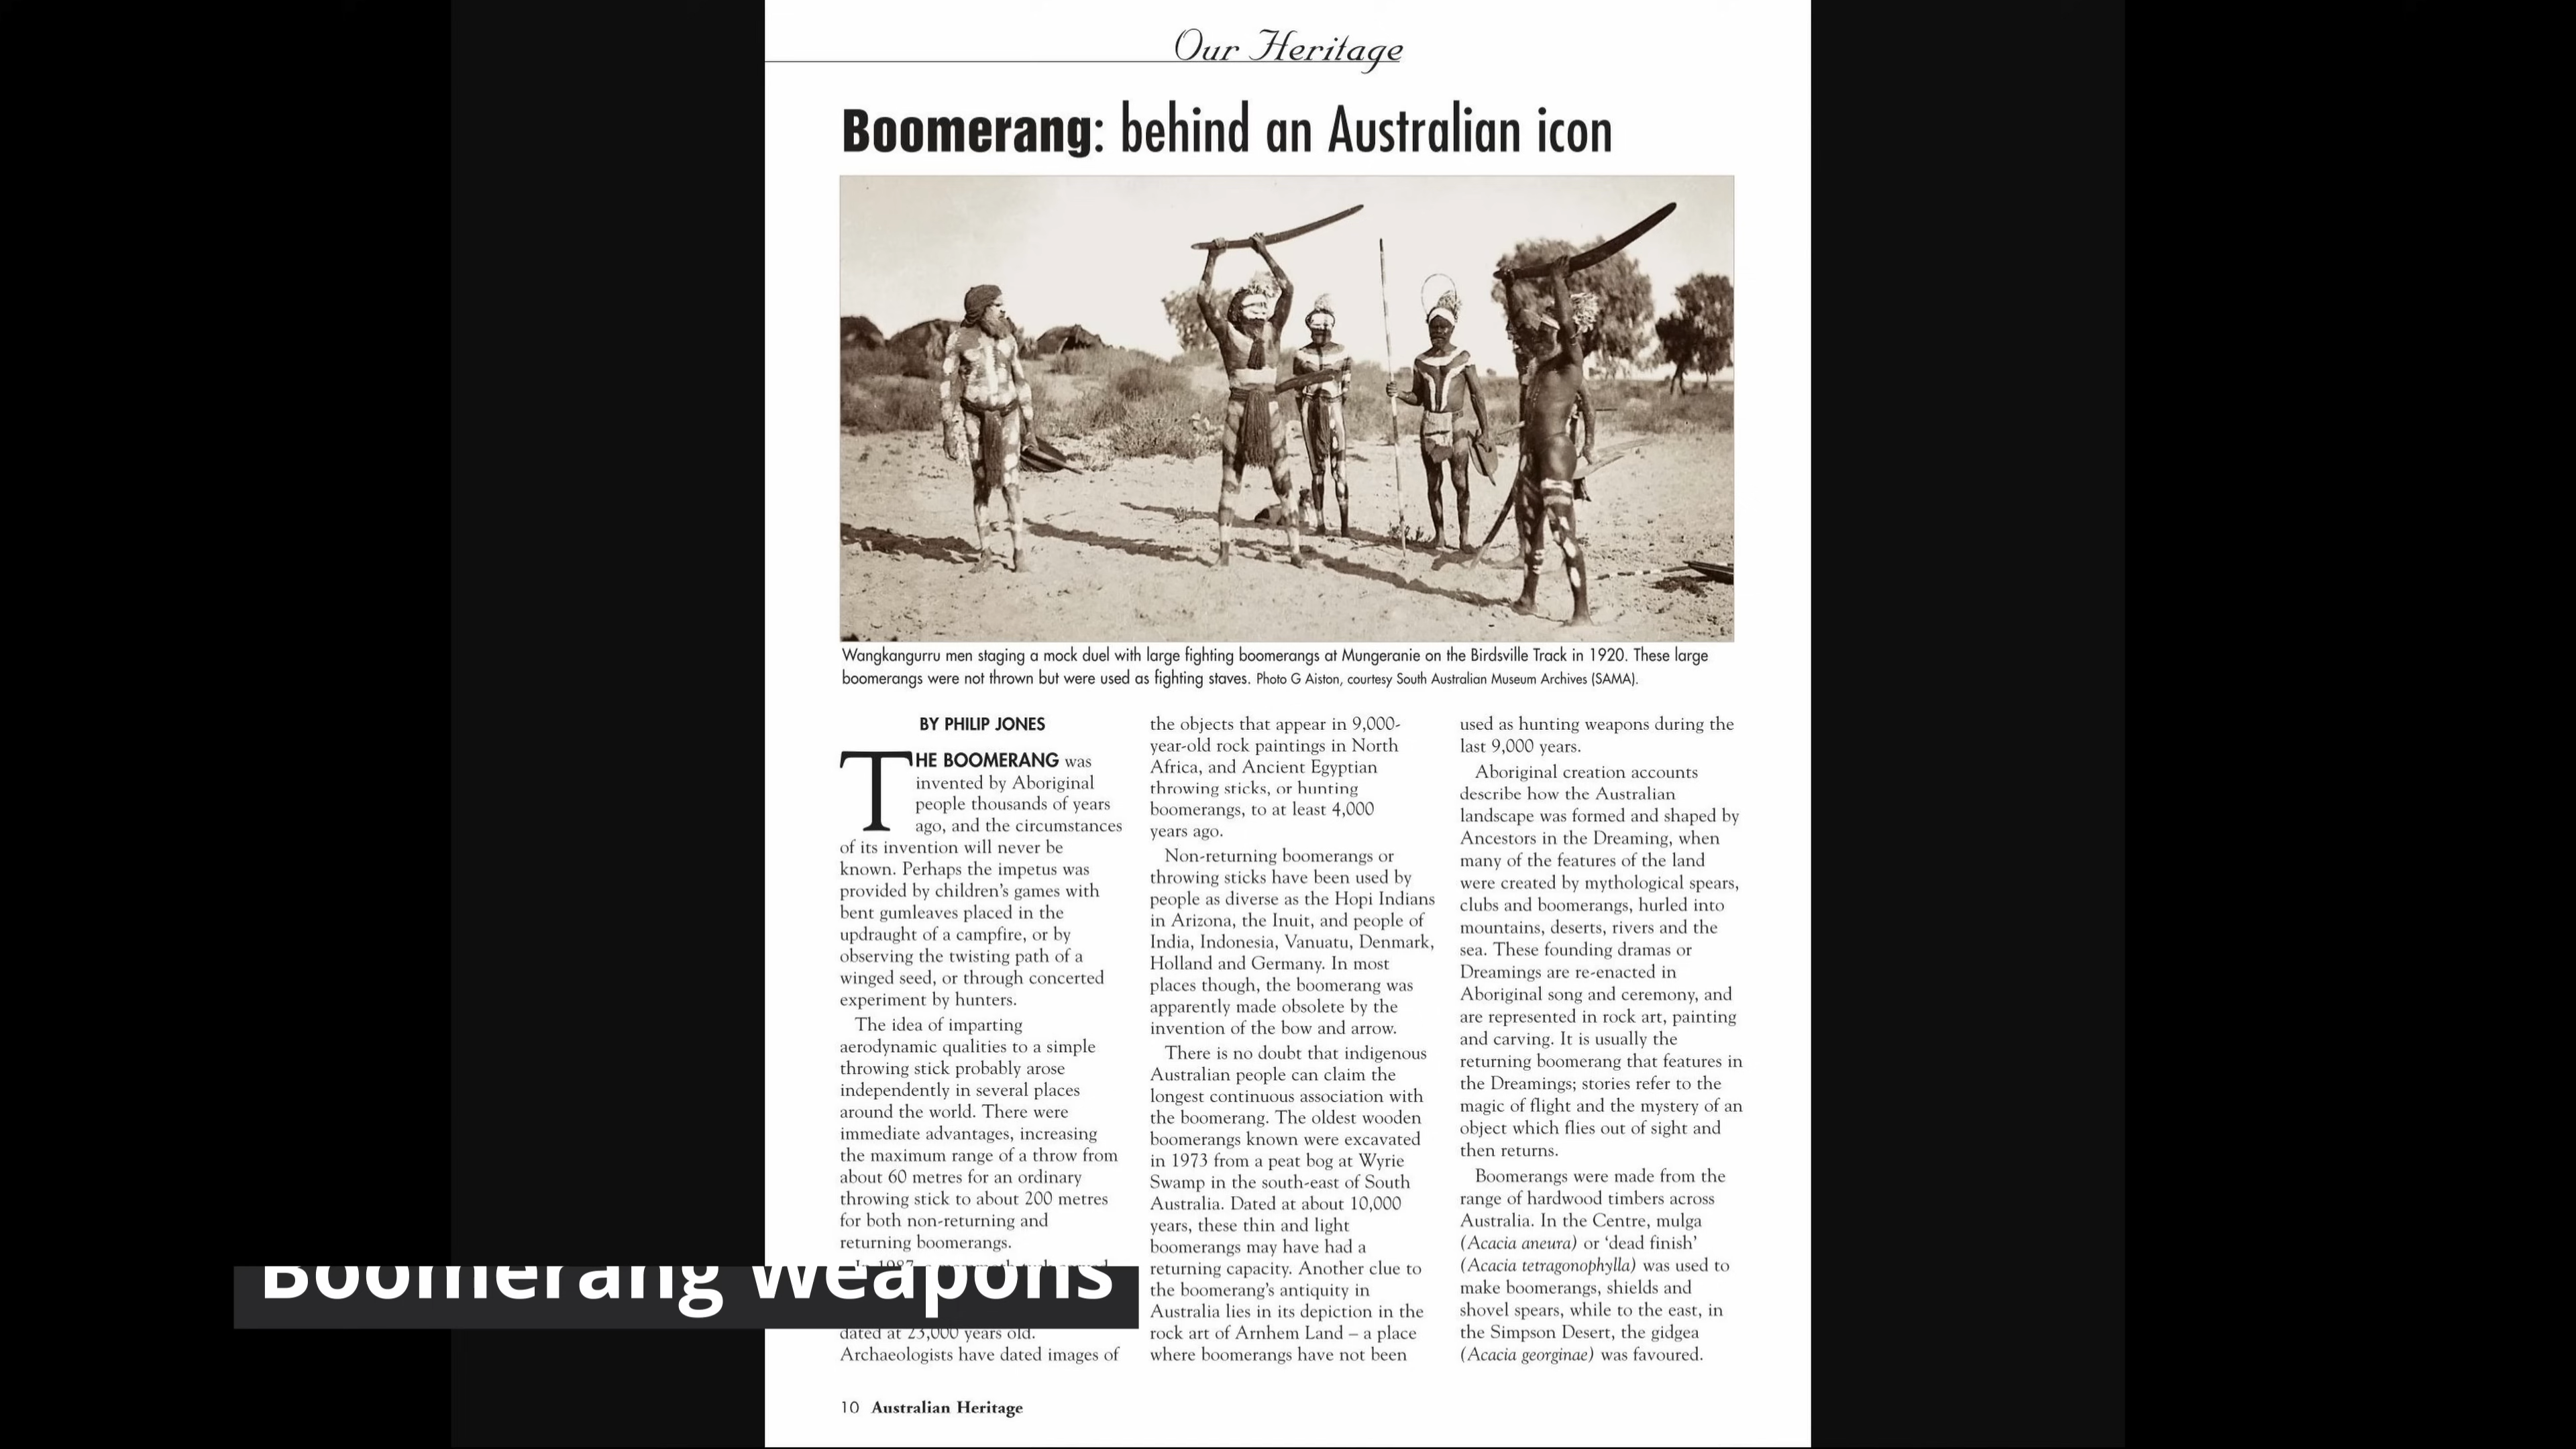 Our Heritage
Boomerang: behind an Australian icon
Wangkangurru men staging a mock duel with large fighting boomerangs at Mungeranie on the Birdsville Track in 1920. These large
boomerangs were not thrown but were used as fighting staves. Photo G Aiston, courtesy South Australian Museum Archives (SAMA).
BY PHILIP JONES
THE BOOMERANG was
invented by Aboriginal
people thousands of years
ago, and the circumstances
of its invention will never be
known. Perhaps the impetus was
provided by children's games with
bent gumleaves placed in the
updraught of a campfire, or by
observing the twisting path of a
winged seed, or through concerted
experiment by hunters.
The idea of imparting
aerodynamic qualities to a simple
throwing stick probably arose
independently in several places
around the world. There were
immediate advantages, increasing
the maximum range of a throw from
about 60 metres for an ordinary
throwing stick to about 200 metres
for both non-returning and
returning boomerangs.
In 1987
Boomerang Weapons
dated at 23,000 years old.
Archaeologists have dated images of
the objects that appear in 9,000-
year-old rock paintings in North
Africa, and Ancient Egyptian
throwing sticks, or hunting
boomerangs, to at least 4,000
years ago.
Non-returning boomerangs or
throwing sticks have been used by
people as diverse as the Hopi Indians
in Arizona, the Inuit, and people of
India, Indonesia, Vanuatu, Denmark,
Holland and Germany. In most
places though, the boomerang was
apparently made obsolete by the
invention of the bow and arrow.
There is no doubt that indigenous
Australian people can claim the
longest continuous association with
the boomerang. The oldest wooden
boomerangs known were excavated
in 1973 from a peat bog at Wyrie
Swamp in the south-east of South
Australia. Dated at about 10,000
years, these thin and light
boomerangs may have had a
returning capacity. Another clue to
the boomerang's antiquity in
Australia lies in its depiction in the
rock art of Arnhem Land – a place
where boomerangs have not been
used as hunting weapons during the
last 9,000 years.
Aboriginal creation accounts
describe how the Australian
landscape was formed and shaped by
Ancestors in the Dreaming, when
many of the features of the land
were created by mythological spears,
clubs and boomerangs, hurled into
mountains, deserts, rivers and the
sea. These founding dramas or
Dreamings are re-enacted in
Aboriginal song and ceremony, and
are represented in rock art, painting
and carving. It is usually the
returning boomerang that features in
the Dreamings; stories refer to the
magic of flight and the mystery of an
object which flies out of sight and
then returns.
Boomerangs were made from the
range of hardwood timbers across
Australia. In the Centre, mulga
(Acacia aneura) or 'dead finish'
(Acacia tetragonophylla) was used to
make boomerangs, shields and
shovel spears, while to the east, in
the Simpson Desert, the gidgea
(Acacia georginae) was favoured.
10 Australian Heritage